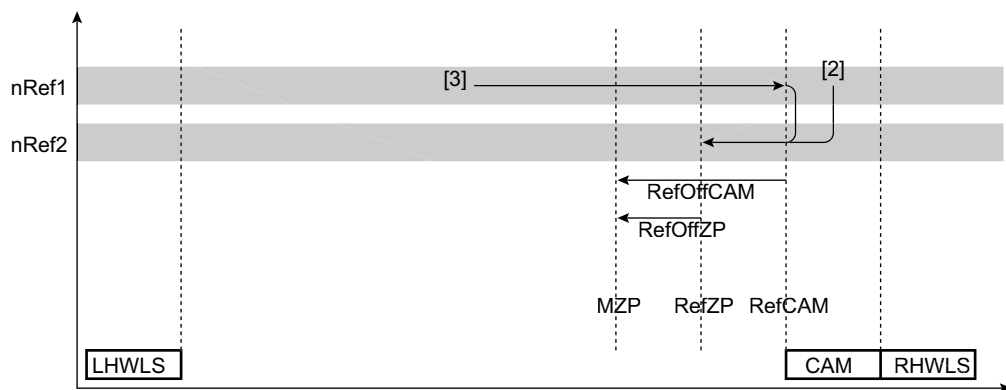 nRef1
[3]
[2]
nRef2
RefOffCAM
RefOffZP
MZP
RefZP
RefCAM
LHWLS
CAM
RHWLS